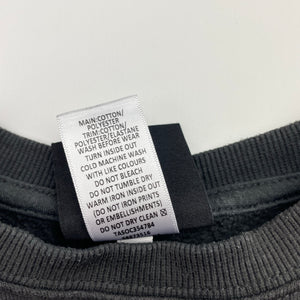 MAIN:COTTON/
POLYESTER
TRIM:COTTON/
POLYESTER/ELASTANE
WASH BEFORE WEAR
TURN INSIDE OUT
COLD MACHINE WASH
WITH LIKE COLOURS
DO NOT BLEACH
DO NOT TUMBLE DRY
WARM IRON INSIDE OUT
(DO NOT IRON PRINTS
OR EMBELLISHMENTS)
DO NOT DRY CLEAN
TASOC354784